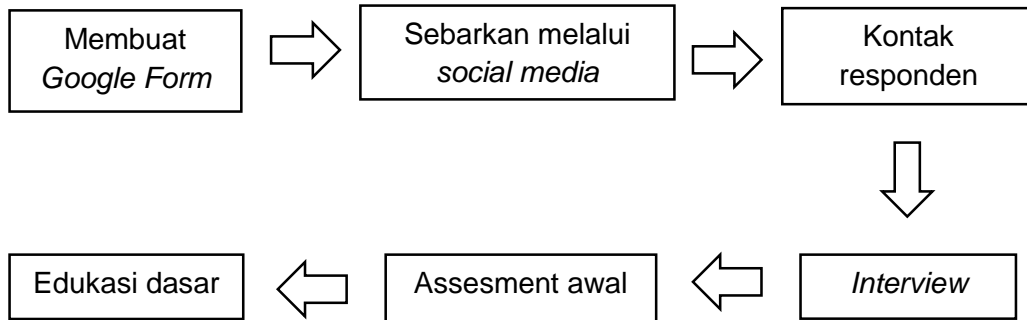 Membuat
Google Form
Sebarkan melalui
social media
Kontak
responden
Interview
Assesment awal
Edukasi dasar